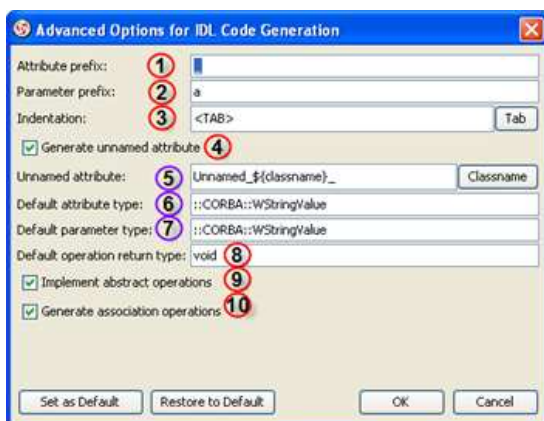 Advanced Options for IDL Code Generation
Attribute prefix: 1 _
Parameter prefix: 2 a
Indentation: 3 <TAB> Tab
Generate unnamed attribute 4
Unnamed attribute: 5 Unnamed_${classname}_ Classname
Default attribute type: 6 ::CORBA::WStringValue
Default parameter type: 7 ::CORBA::WStringValue
Default operation return type: void 8
Implement abstract operations 9
Generate association operations 10
Set as Default Restore to Default OK Cancel